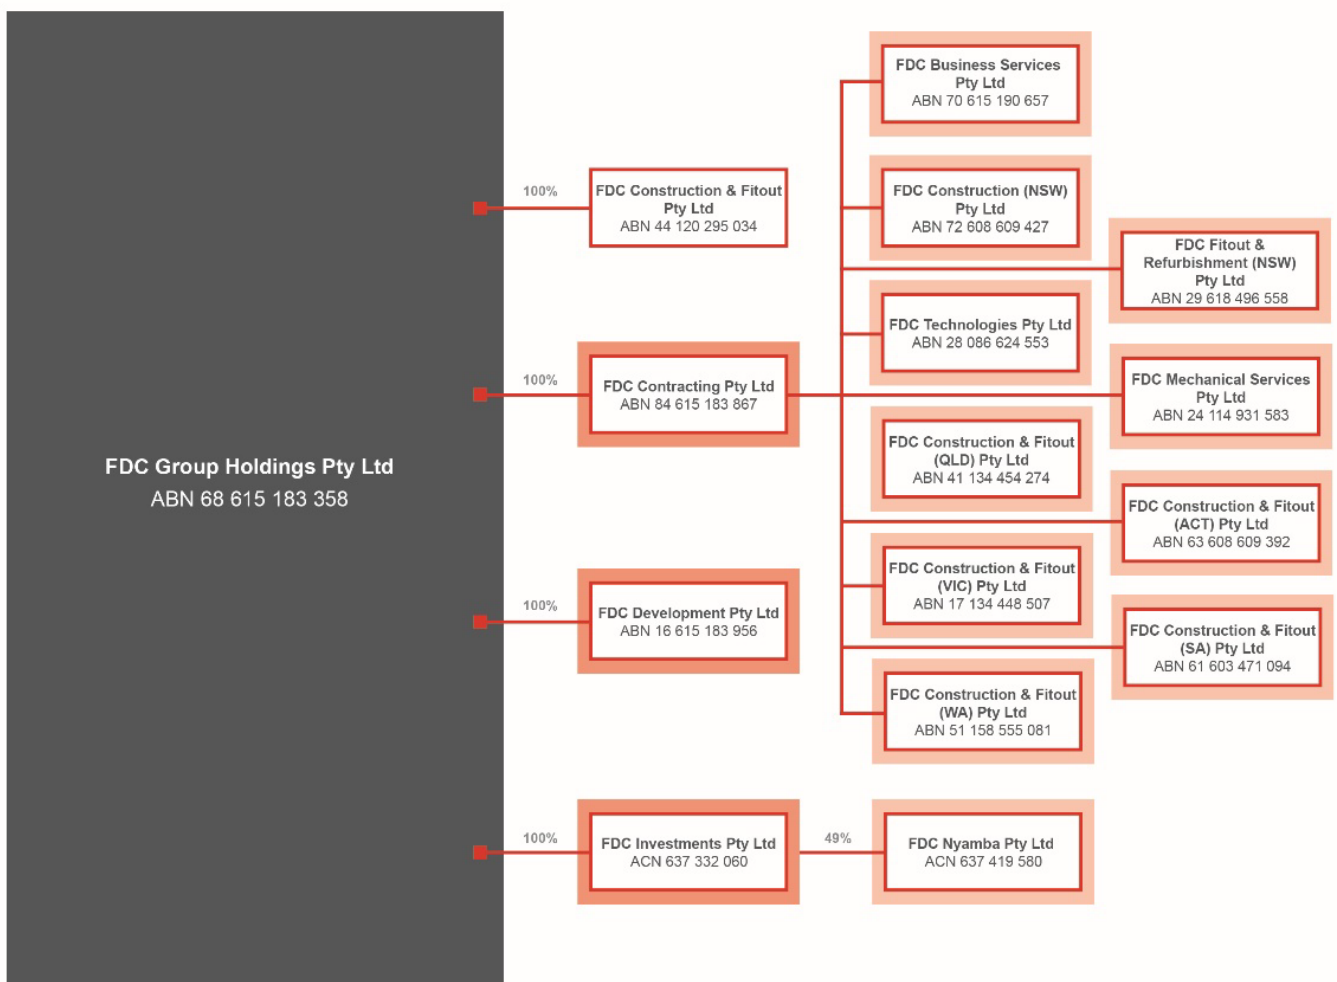 FDC Group Holdings Pty Ltd
ABN 68 615 183 358
100%
FDC Construction & Fitout
Pty Ltd
ABN 44 120 295 034
100%
FDC Contracting Pty Ltd
ABN 84 615 183 867
100%
FDC Development Pty Ltd
ABN 16 615 183 956
100%
FDC Investments Pty Ltd
ACN 637 332 060
49%
FDC Nyamba Pty Ltd
ACN 637 419 580
FDC Business Services
Pty Ltd
ABN 70 615 190 657
FDC Construction (NSW)
Pty Ltd
ABN 72 608 609 427
FDC Fitout &
Refurbishment (NSW)
Pty Ltd
ABN 29 618 496 558
FDC Technologies Pty Ltd
ABN 28 086 624 553
FDC Mechanical Services
Pty Ltd
ABN 24 114 931 583
FDC Construction & Fitout
(QLD) Pty Ltd
ABN 41 134 454 274
FDC Construction & Fitout
(ACT) Pty Ltd
ABN 63 608 609 392
FDC Construction & Fitout
(VIC) Pty Ltd
ABN 17 134 448 507
FDC Construction & Fitout
(SA) Pty Ltd
ABN 61 603 471 094
FDC Construction & Fitout
(WA) Pty Ltd
ABN 51 158 555 081